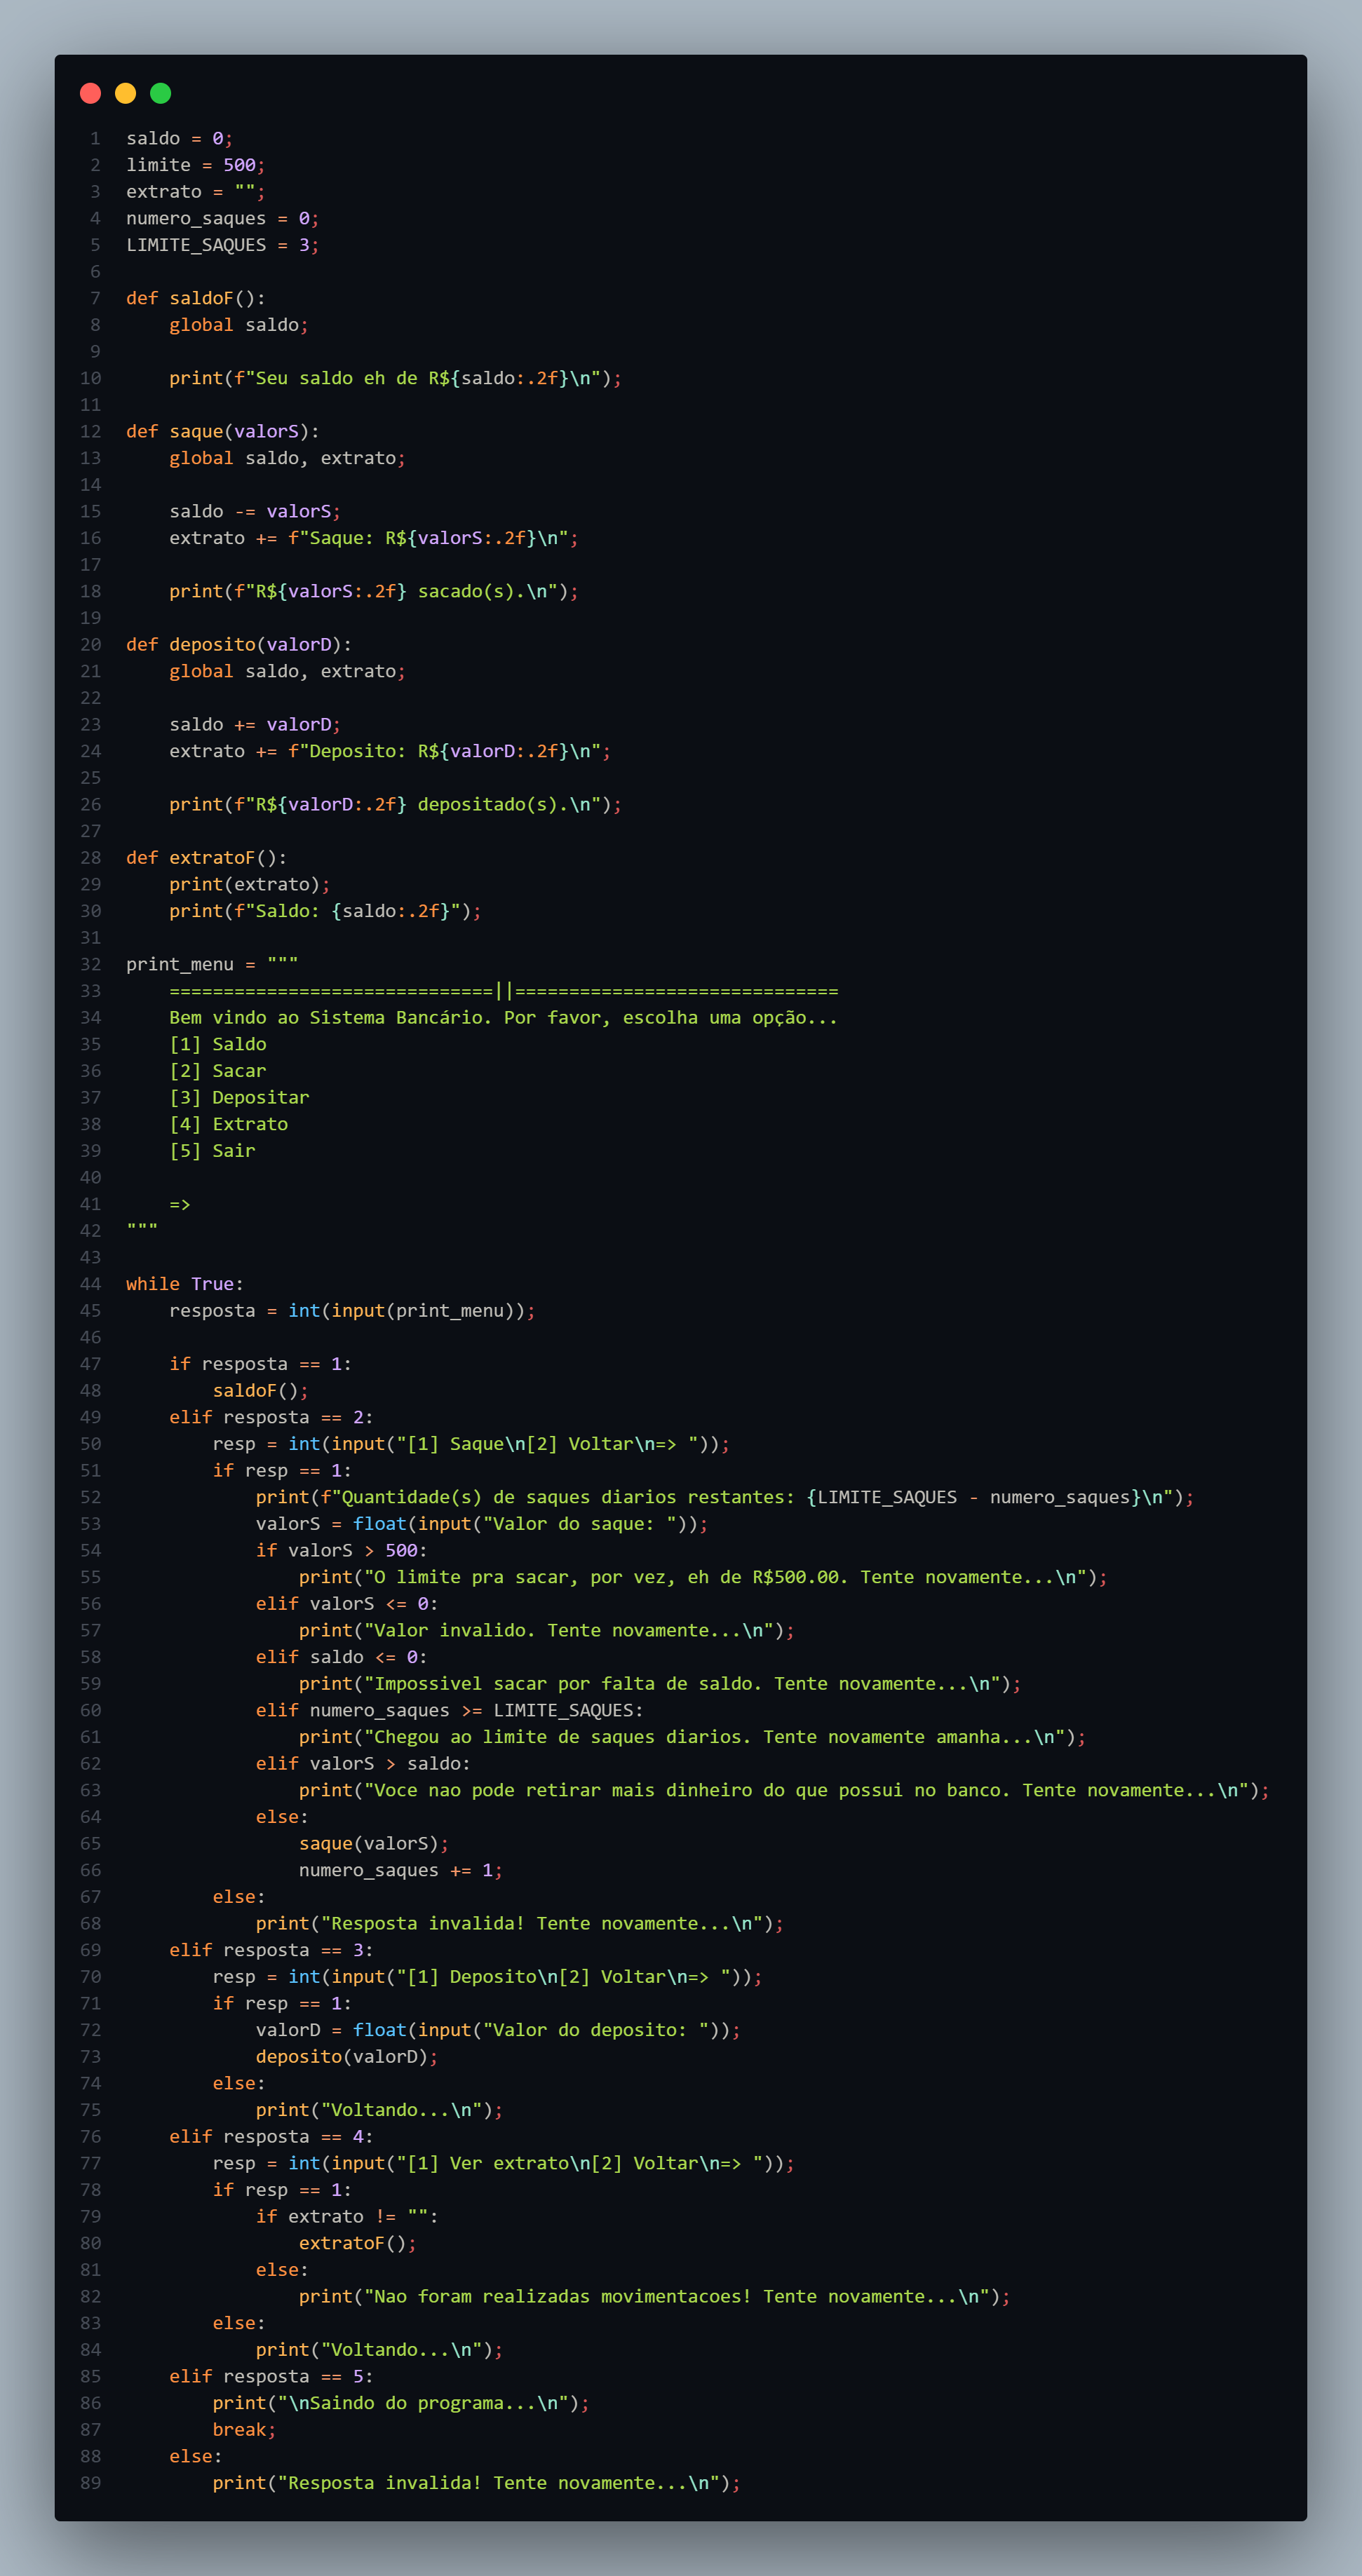 1 saldo = 0;
2 limite = 500;
3 extrato = "";
4 numero_saques = 0;
5 LIMITE_SAQUES = 3;
6
7 def saldoF():
8     global saldo;
9
10     print(f"Seu saldo eh de R${saldo:.2f}\n");
11
12 def saque(valorS):
13     global saldo, extrato;
14
15     saldo -= valorS;
16     extrato += f"Saque: R${valorS:.2f}\n";
17
18     print(f"R${valorS:.2f} sacado(s).\n");
19
20 def deposito(valorD):
21     global saldo, extrato;
22
23     saldo += valorD;
24     extrato += f"Deposito: R${valorD:.2f}\n";
25
26     print(f"R${valorD:.2f} depositado(s).\n");
27
28 def extratoF():
29     print(extrato);
30     print(f"Saldo: {saldo:.2f}");
31
32 print_menu = """
33     ==============================||==============================
34     Bem vindo ao Sistema Bancário. Por favor, escolha uma opção...
35     [1] Saldo
36     [2] Sacar
37     [3] Depositar
38     [4] Extrato
39     [5] Sair
40
41     =>
42 """
43
44 while True:
45     resposta = int(input(print_menu));
46
47     if resposta == 1:
48         saldoF();
49     elif resposta == 2:
50         resp = int(input("[1] Saque\n[2] Voltar\n=> "));
51         if resp == 1:
52             print(f"Quantidade(s) de saques diarios restantes: {LIMITE_SAQUES - numero_saques}\n");
53             valorS = float(input("Valor do saque: "));
54             if valorS > 500:
55                 print("O limite pra sacar, por vez, eh de R$500.00. Tente novamente...\n");
56             elif valorS <= 0:
57                 print("Valor invalido. Tente novamente...\n");
58             elif saldo <= 0:
59                 print("Impossivel sacar por falta de saldo. Tente novamente...\n");
60             elif numero_saques >= LIMITE_SAQUES:
61                 print("Chegou ao limite de saques diarios. Tente novamente amanha...\n");
62             elif valorS > saldo:
63                 print("Voce nao pode retirar mais dinheiro do que possui no banco. Tente novamente...\n");
64             else:
65                 saque(valorS);
66                 numero_saques += 1;
67         else:
68             print("Resposta invalida! Tente novamente...\n");
69     elif resposta == 3:
70         resp = int(input("[1] Deposito\n[2] Voltar\n=> "));
71         if resp == 1:
72             valorD = float(input("Valor do deposito: "));
73             deposito(valorD);
74         else:
75             print("Voltando...\n");
76     elif resposta == 4:
77         resp = int(input("[1] Ver extrato\n[2] Voltar\n=> "));
78         if resp == 1:
79             if extrato != "":
80                 extratoF();
81             else:
82                 print("Nao foram realizadas movimentacoes! Tente novamente...\n");
83         else:
84             print("Voltando...\n");
85     elif resposta == 5:
86         print("\nSaindo do programa...\n");
87         break;
88     else:
89         print("Resposta invalida! Tente novamente...\n");